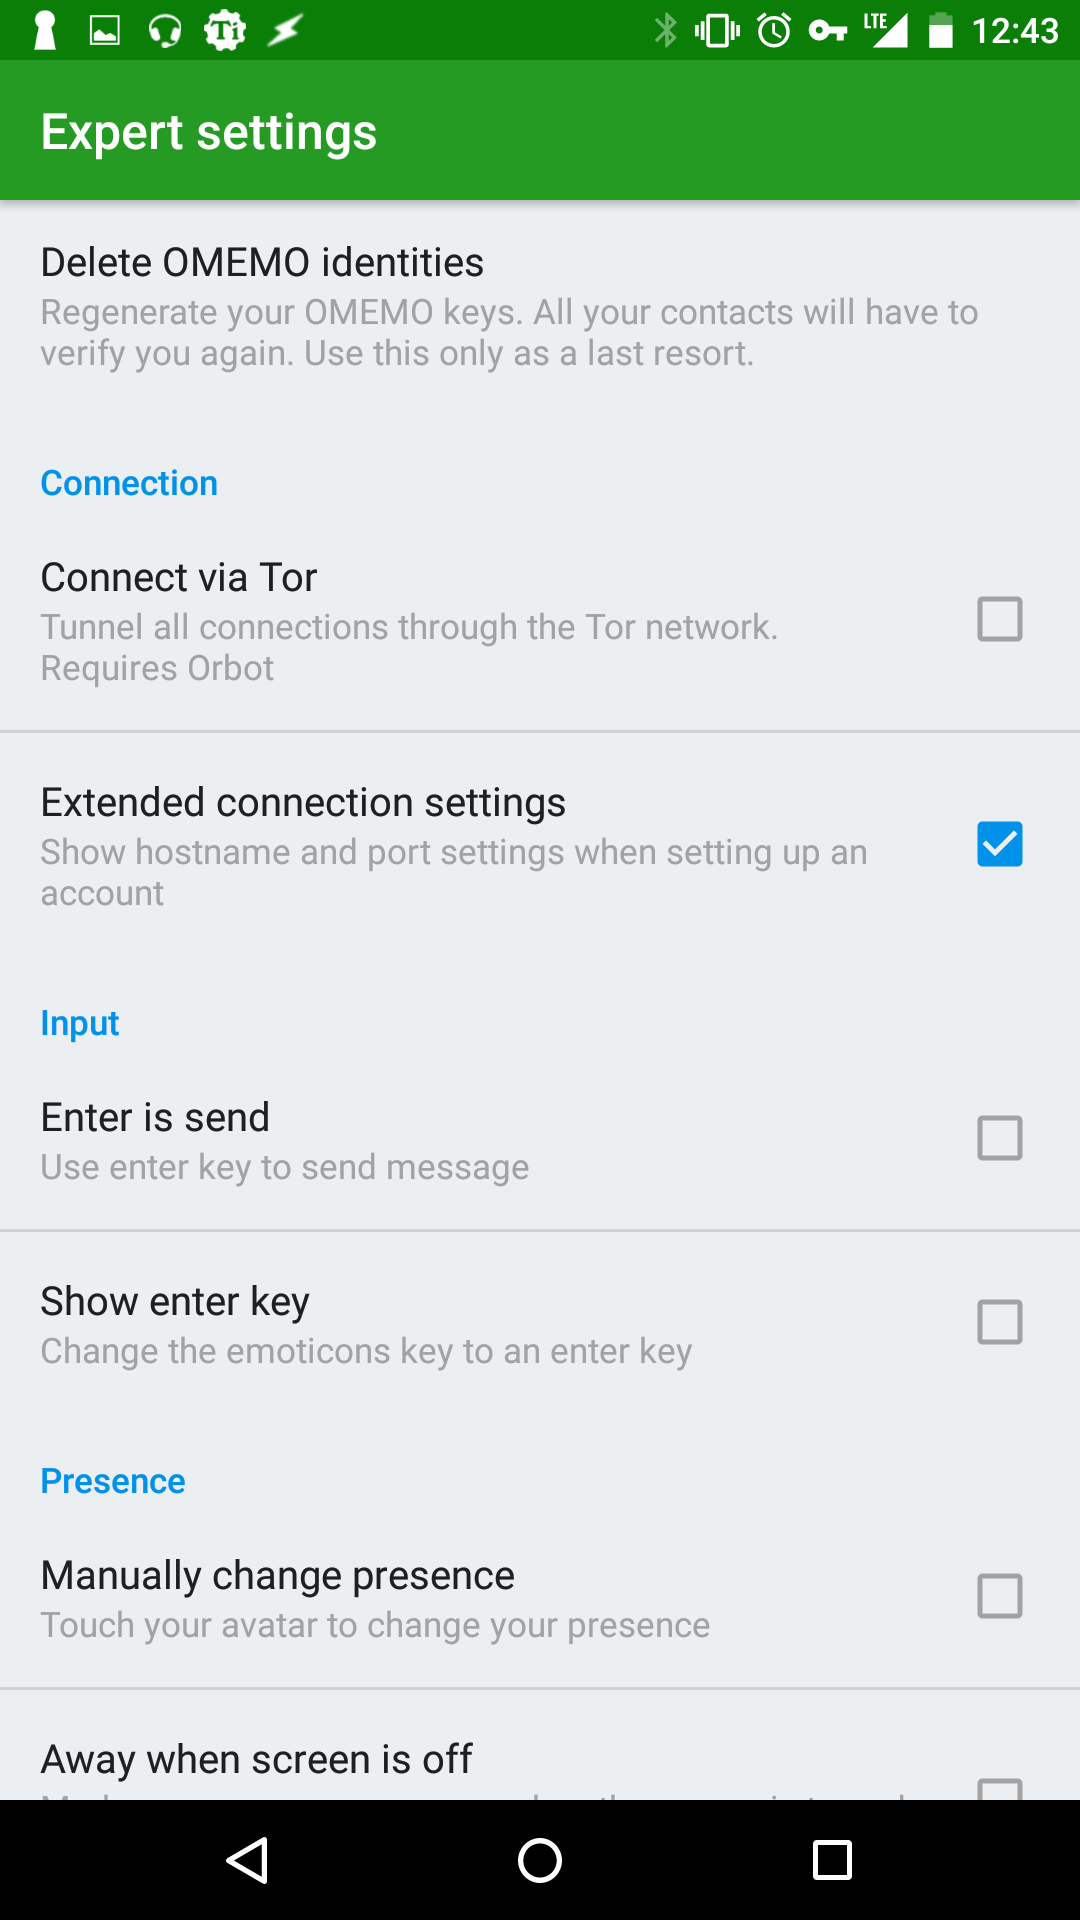 Ti
LTE
12:43
Expert settings
Delete OMEMO identities
Regenerate your OMEMO keys. All your contacts will have to
verify you again. Use this only as a last resort.
Connection
Connect via Tor
Tunnel all connections through the Tor network.
Requires Orbot
Extended connection settings
Show hostname and port settings when setting up an
account
Input
Enter is send
Use enter key to send message
Show enter key
Change the emoticons key to an enter key
Presence
Manually change presence
Touch your avatar to change your presence
Away when screen is off